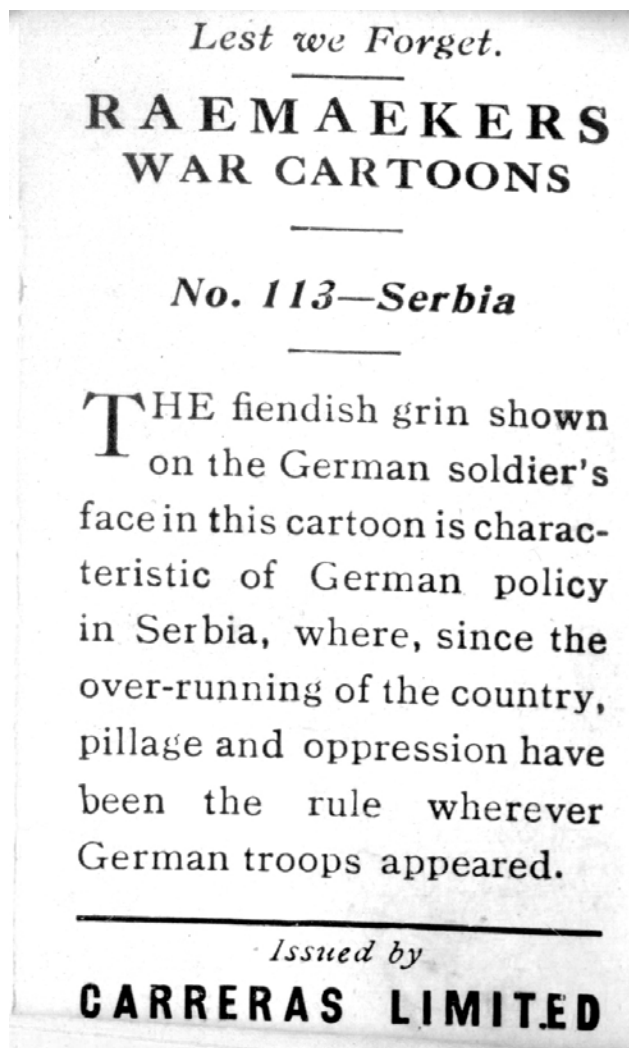 Lest we Forget.
RAEMAEKERS
WAR CARTOONS
No. 113—Serbia
THE fiendish grin shown
on the German soldier's
face in this cartoon is charac-
teristic of German policy
in Serbia, where, since the
over-running of the country,
pillage and oppression have
been the rule wherever
German troops appeared.
Issued by
CARRERAS LIMITED